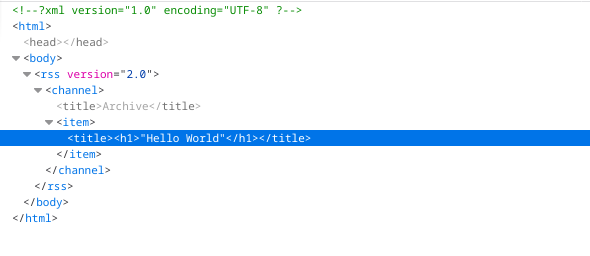 <!--?xml version="1.0" encoding="UTF-8" ?-->
<html>
<head></head>
<body>
<rss version="2.0">
<channel>
<title>Archive</title>
<item>
<title><h1>"Hello World"</h1></title>
</item>
</channel>
</rss>
</body>
</html>